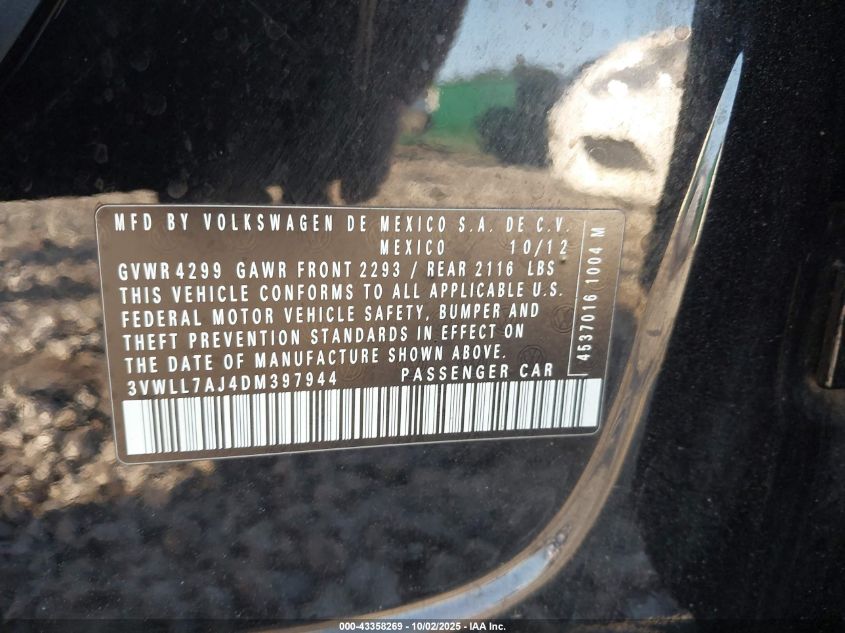 MFD BY VOLKSWAGEN DE MEXICO S.A. DE C.V.
MEXICO 10/12
GVWR 4299 GAWR FRONT 2293 / REAR 2116 LBS
THIS VEHICLE CONFORMS TO ALL APPLICABLE U.S.
FEDERAL MOTOR VEHICLE SAFETY, BUMPER AND
THEFT PREVENTION STANDARDS IN EFFECT ON
THE DATE OF MANUFACTURE SHOWN ABOVE.
3VWLL7AJ4DM397944 PASSENGER CAR
4537016 1004 M
000-43358269 - 10/02/2025 - IAA Inc.